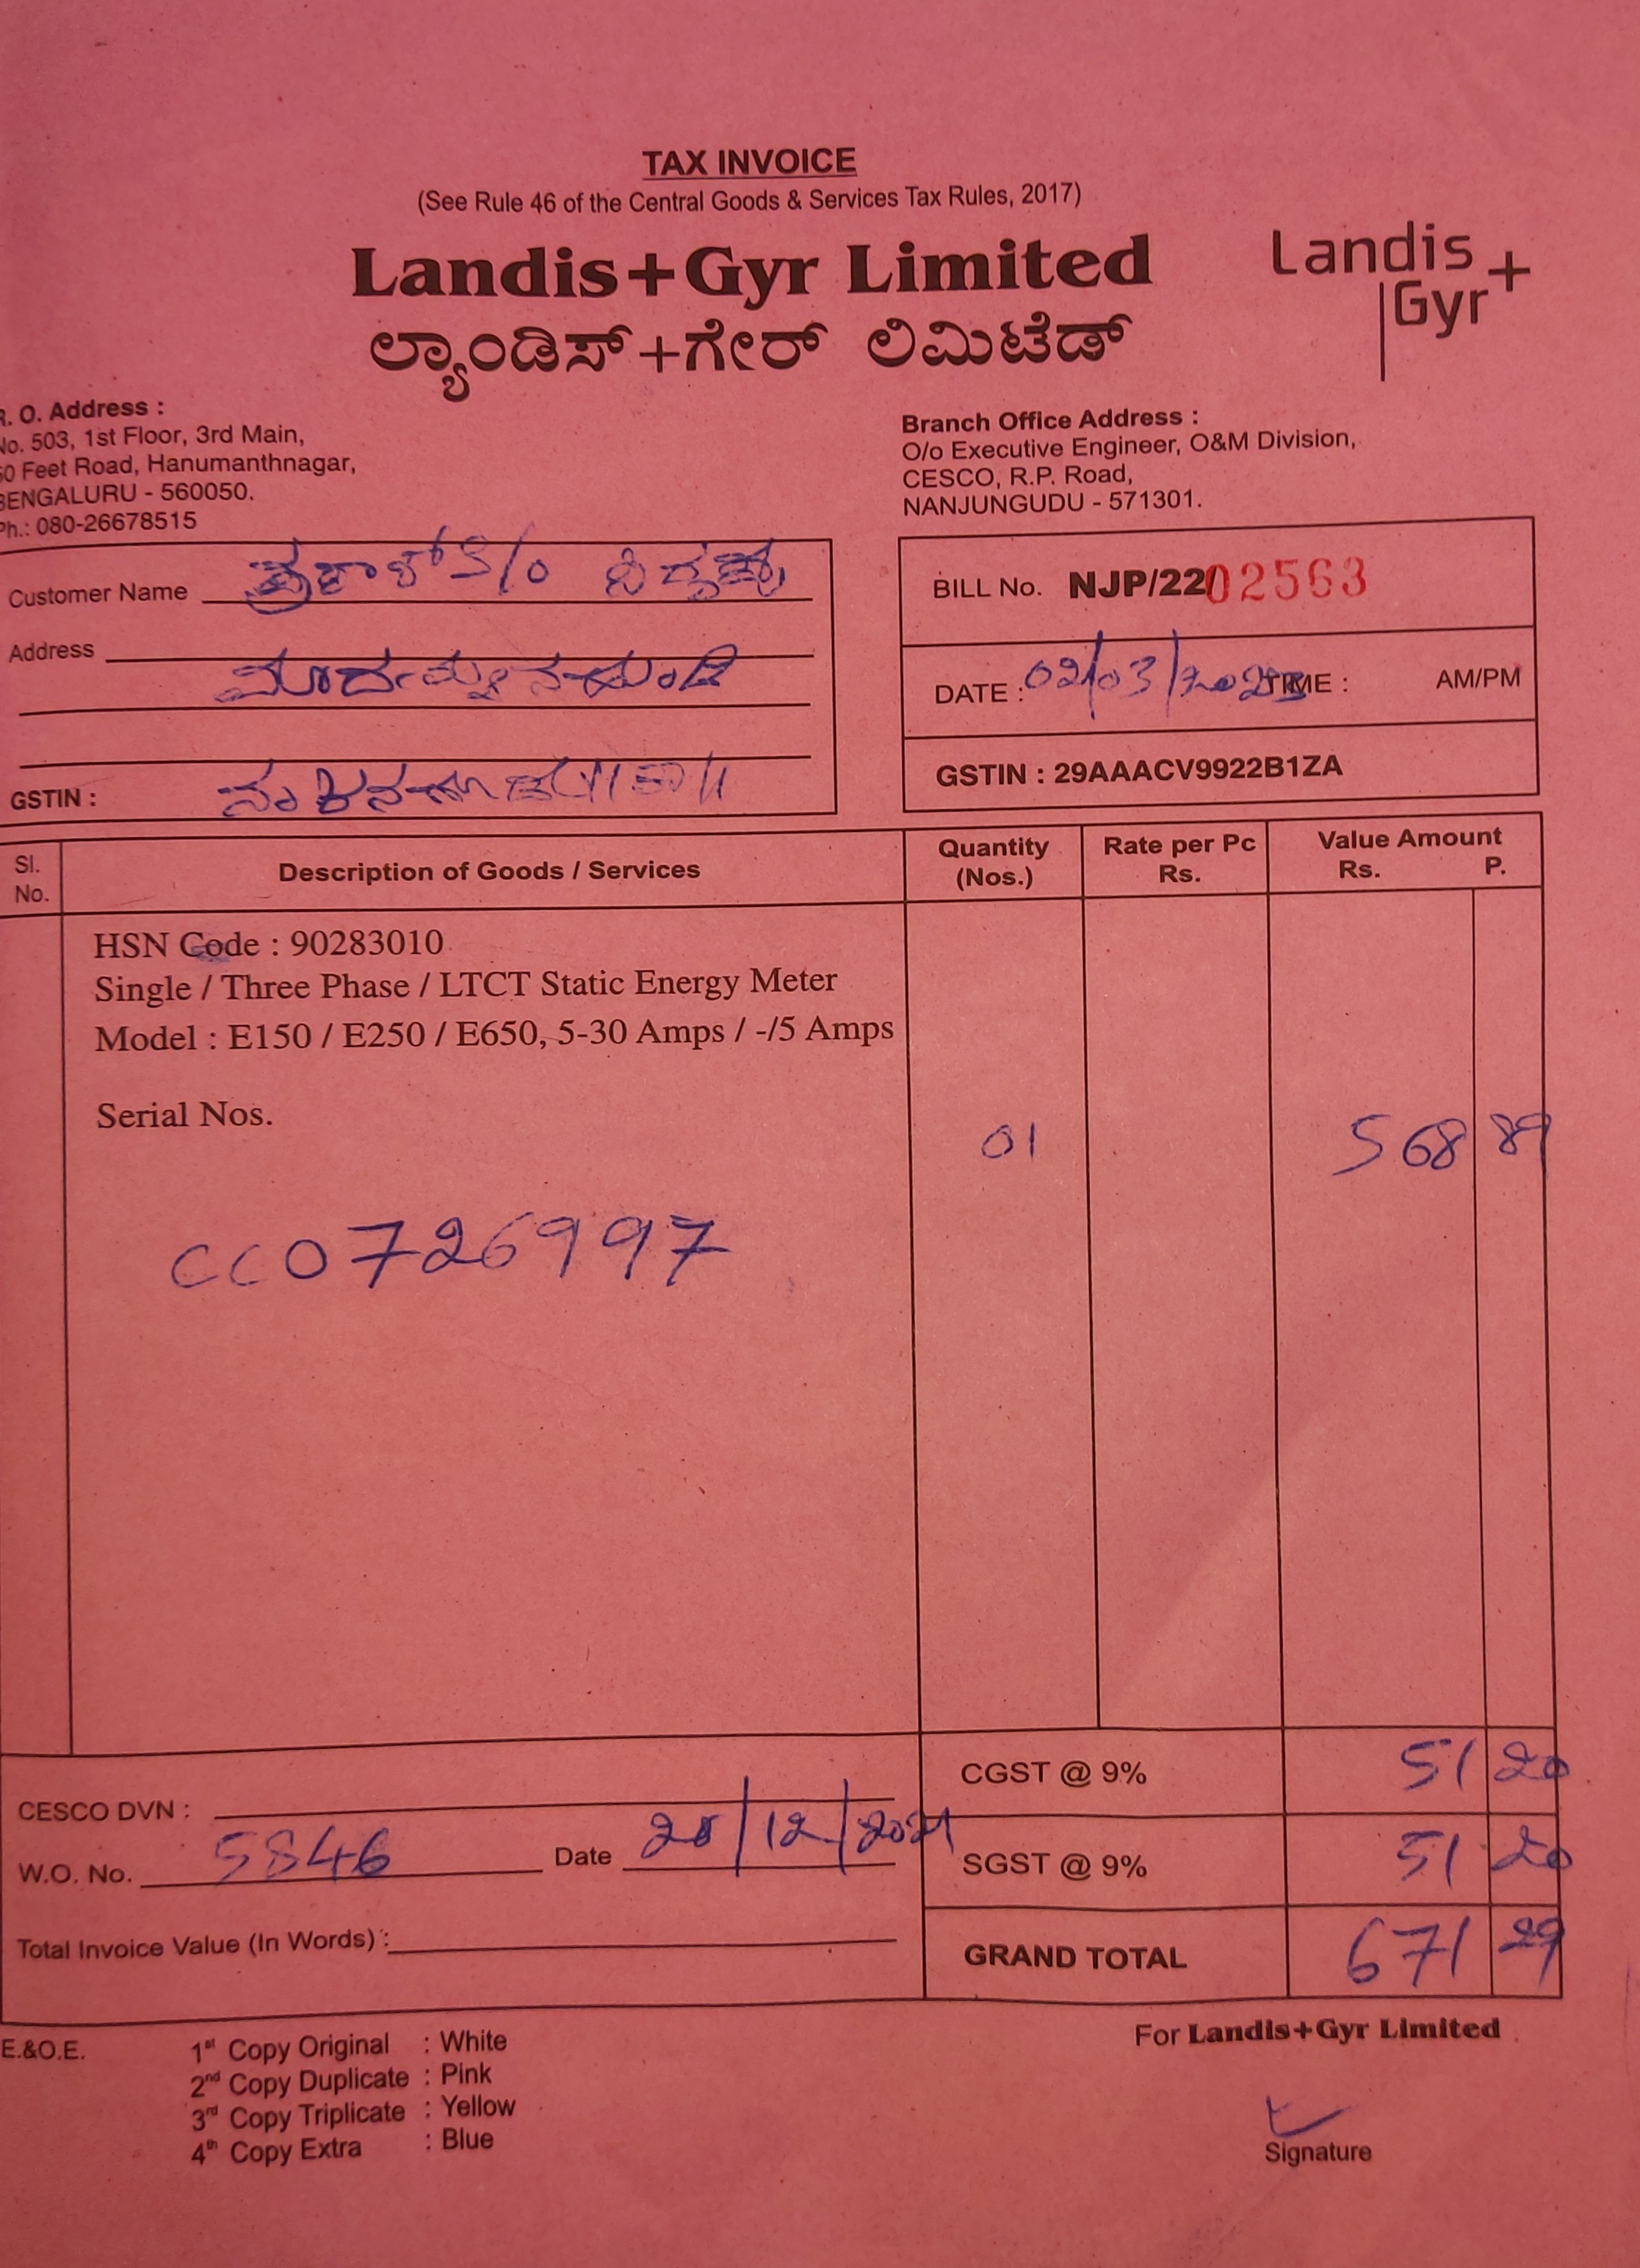 TAX INVOICE
(See Rule 46 of the Central Goods & Services Tax Rules, 2017)
Landis+Gyr Limited
ಲ್ಯಾಂಡಿಸ್+ಗೇರ್ ಲಿಮಿಟೆಡ್
Landis
Gyr+
R. O. Address :
No. 503, 1st Floor, 3rd Main,
60 Feet Road, Hanumanthnagar,
BENGALURU - 560050.
Ph.: 080-26678515
Branch Office Address :
O/o Executive Engineer, O&M Division,
CESCO, R.P. Road,
NANJUNGUDU - 571301.
Customer Name ಪ್ರಕಾಶ್ S/o
Address
GSTIN :
BILL No. NJP/22/02563
DATE : 02/03/2023 TIME : AM/PM
GSTIN : 29AAACV9922B1ZA
Sl. No. Description of Goods / Services Quantity (Nos.) Rate per Pc Rs. Value Amount Rs. P.
HSN Code : 90283010
Single / Three Phase / LTCT Static Energy Meter
Model : E150 / E250 / E650, 5-30 Amps / -/5 Amps
Serial Nos.
01 568 89
CC07726997
CGST @ 9% 51 20
CESCO DVN :
W.O. No. 5846 Date /12/2021
SGST @ 9% 51 20
Total Invoice Value (In Words) :
GRAND TOTAL 671 29
E.&O.E.
1st Copy Original : White
2nd Copy Duplicate : Pink
3rd Copy Triplicate : Yellow
4th Copy Extra : Blue
For Landis+Gyr Limited
Signature